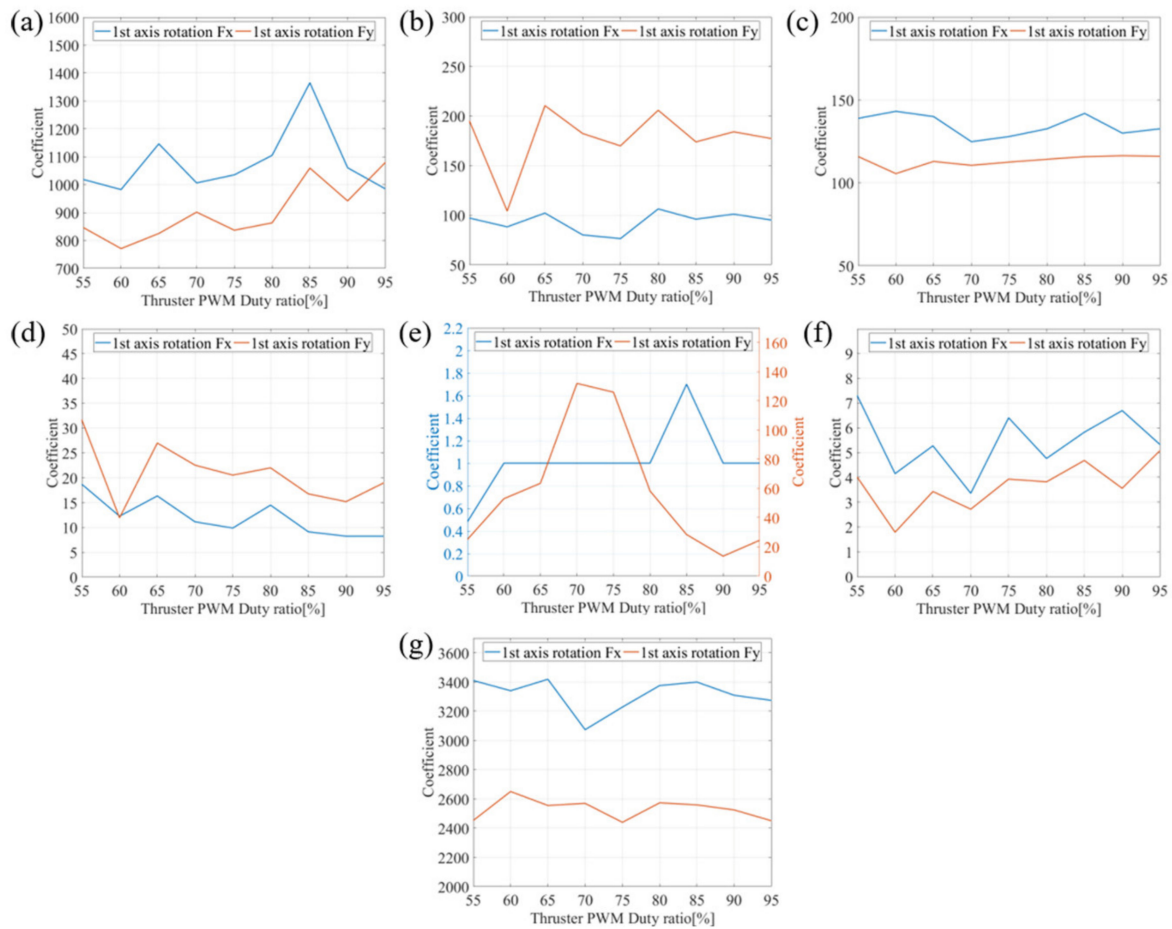 (a)
1st axis rotation Fx 1st axis rotation Fy
1600
1500
1400
1300
1200
1100
1000
900
800
700
Coefficient
55 60 65 70 75 80 85 90 95
Thruster PWM Duty ratio[%]
(b)
1st axis rotation Fx 1st axis rotation Fy
300
250
200
150
100
50
Coefficient
55 60 65 70 75 80 85 90 95
Thruster PWM Duty ratio[%]
(c)
1st axis rotation Fx 1st axis rotation Fy
200
150
100
50
Coefficient
55 60 65 70 75 80 85 90 95
Thruster PWM Duty ratio[%]
(d)
1st axis rotation Fx 1st axis rotation Fy
50
45
40
35
30
25
20
15
10
5
0
Coefficient
55 60 65 70 75 80 85 90 95
Thruster PWM Duty ratio[%]
(e)
1st axis rotation Fx 1st axis rotation Fy
2.2
2
1.8
1.6
1.4
1.2
1
0.8
0.6
0.4
0.2
0
Coefficient
160
140
120
100
80
60
40
20
0
Coefficient
55 60 65 70 75 80 85 90 95
Thruster PWM Duty ratio[%]
(f)
1st axis rotation Fx 1st axis rotation Fy
9
8
7
6
5
4
3
2
1
0
Coefficient
55 60 65 70 75 80 85 90 95
Thruster PWM Duty ratio[%]
(g)
1st axis rotation Fx 1st axis rotation Fy
3600
3400
3200
3000
2800
2600
2400
2200
2000
Coefficient
55 60 65 70 75 80 85 90 95
Thruster PWM Duty ratio[%]